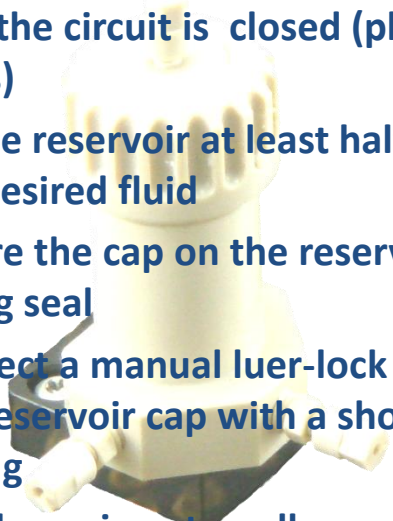 the circuit is closed (pl
)
e reservoir at least hal
esired fluid
re the cap on the reserv
g seal
ect a manual luer-lock
eservoir cap with a sho
g